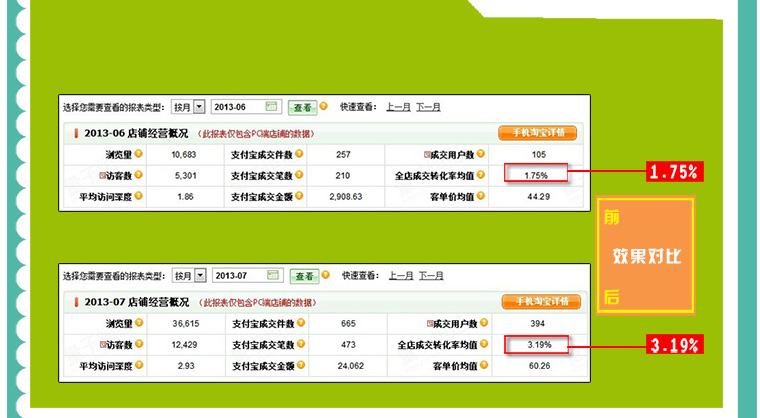 选择您需要查看的报表类型: 按月 2013-06 查看 快速查看: 上一月 下一月
2013-06 店铺经营概况 (此报表仅包含PC端店铺的数据) 手机淘宝详情
浏览量 10,683 支付宝成交件数 257 成交用户数 105
访客数 5,301 支付宝成交笔数 210 全店成交转化率均值 1.75%
1.75%
平均访问深度 1.86 支付宝成交金额 2,908.63 客单价均值 44.29
前
效果对比
后
选择您需要查看的报表类型: 按月 2013-07 查看 快速查看: 上一月 下一月
2013-07 店铺经营概况 (此报表仅包含PC端店铺的数据) 手机淘宝详情
浏览量 36,615 支付宝成交件数 665 成交用户数 394
访客数 12,429 支付宝成交笔数 473 全店成交转化率均值 3.19%
3.19%
平均访问深度 2.93 支付宝成交金额 24,062 客单价均值 60.26